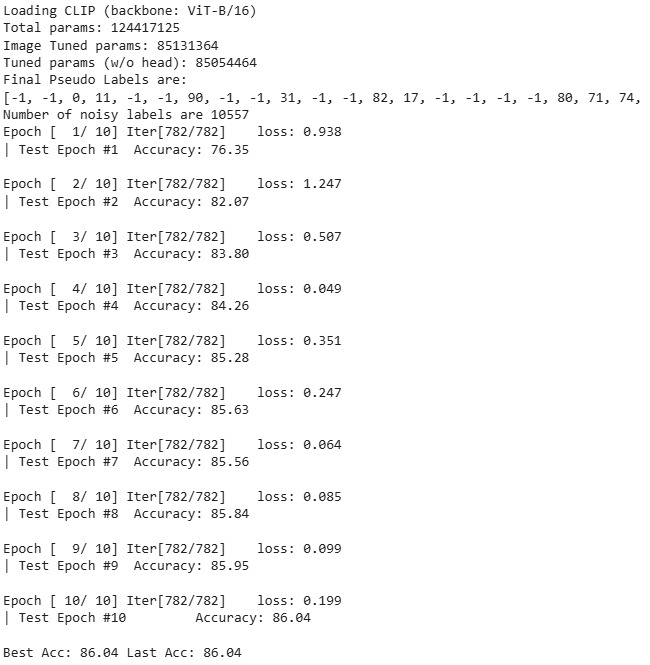 Loading CLIP (backbone: ViT-B/16)
Total params: 124417125
Image Tuned params: 85131364
Tuned params (w/o head): 85054464
Final Pseudo Labels are:
[-1, -1, 0, 11, -1, -1, 90, -1, -1, 31, -1, -1, 82, 17, -1, -1, -1, -1, 80, 71, 74,
Number of noisy labels are 10557
Epoch [  1/ 10] Iter[782/782]    loss: 0.938
| Test Epoch #1  Accuracy: 76.35
Epoch [  2/ 10] Iter[782/782]    loss: 1.247
| Test Epoch #2  Accuracy: 82.07
Epoch [  3/ 10] Iter[782/782]    loss: 0.507
| Test Epoch #3  Accuracy: 83.80
Epoch [  4/ 10] Iter[782/782]    loss: 0.049
| Test Epoch #4  Accuracy: 84.26
Epoch [  5/ 10] Iter[782/782]    loss: 0.351
| Test Epoch #5  Accuracy: 85.28
Epoch [  6/ 10] Iter[782/782]    loss: 0.247
| Test Epoch #6  Accuracy: 85.63
Epoch [  7/ 10] Iter[782/782]    loss: 0.064
| Test Epoch #7  Accuracy: 85.56
Epoch [  8/ 10] Iter[782/782]    loss: 0.085
| Test Epoch #8  Accuracy: 85.84
Epoch [  9/ 10] Iter[782/782]    loss: 0.099
| Test Epoch #9  Accuracy: 85.95
Epoch [ 10/ 10] Iter[782/782]    loss: 0.199
| Test Epoch #10         Accuracy: 86.04
Best Acc: 86.04 Last Acc: 86.04